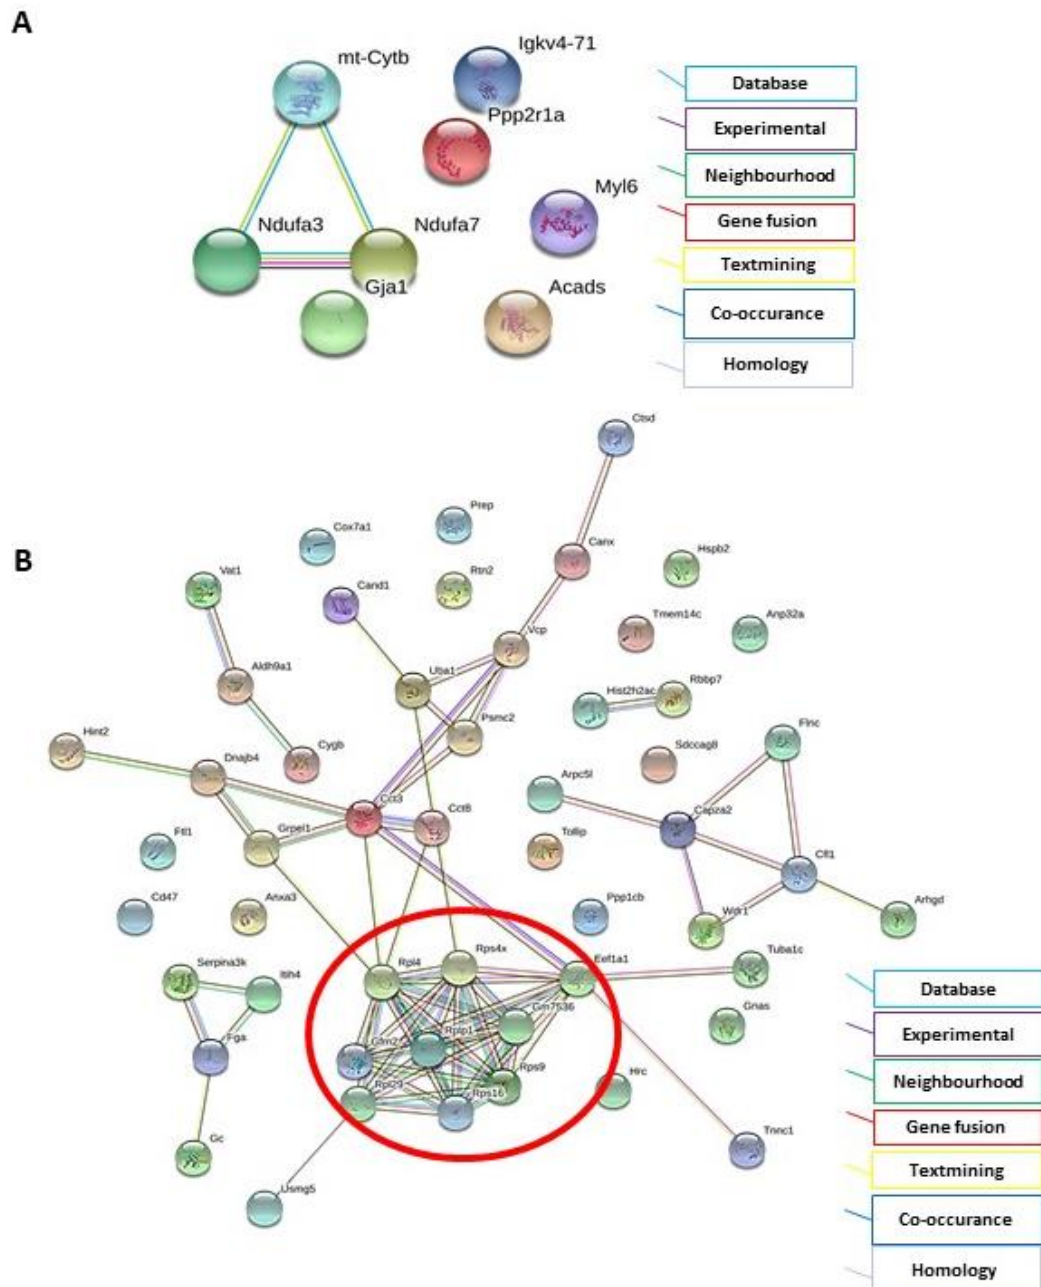 A
mt-Cytb
Igkv4-71
Ppp2r1a
Myl6
Ndufa3
Ndufa7
Gja1
Acads
Database
Experimental
Neighbourhood
Gene fusion
Textmining
Co-occurance
Homology
B
Ctsd
Prep
Cox7a1
Canx
Hspb2
Vat1
Rtn2
Cand1
Tmem14c
Anp32a
Vcp
Aldh9a1
Uba1
Hist2h2ac
Rbbp7
Psmc2
Hint2
Cygb
Flnc
Dnajb4
Sdccag8
Arpc5l
Cct3
Capza2
Cct8
Grpel1
Ftl1
Tollip
Cfl1
Cd47
Anxa3
Ppp1cb
Wdr1
Arhgd
Rps4x
Rpl4
Eef1a1
Tuba1c
Serpina3k
Itih4
Gm7536
Gnas
Fga
Gfm2
Rplp1
Rps9
Rpl29
Rps16
Hrc
Gc
Tnnc1
Usmg5
Database
Experimental
Neighbourhood
Gene fusion
Textmining
Co-occurance
Homology